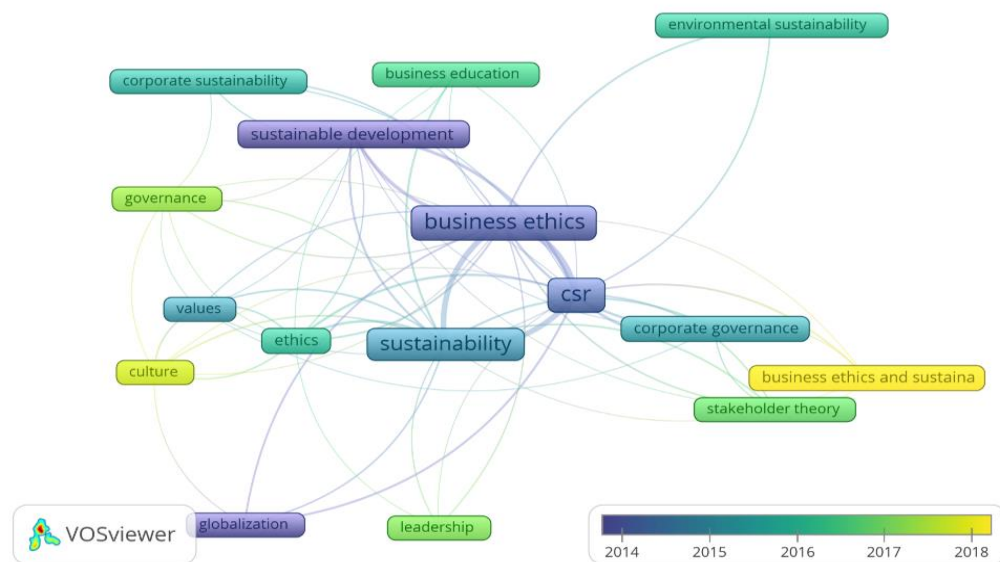 environmental sustainability
business education
corporate sustainability
sustainable development
governance
business ethics
csr
values
corporate governance
ethics
sustainability
culture
business ethics and sustaina
stakeholder theory
globalization
leadership
VOSviewer
2014 2015 2016 2017 2018